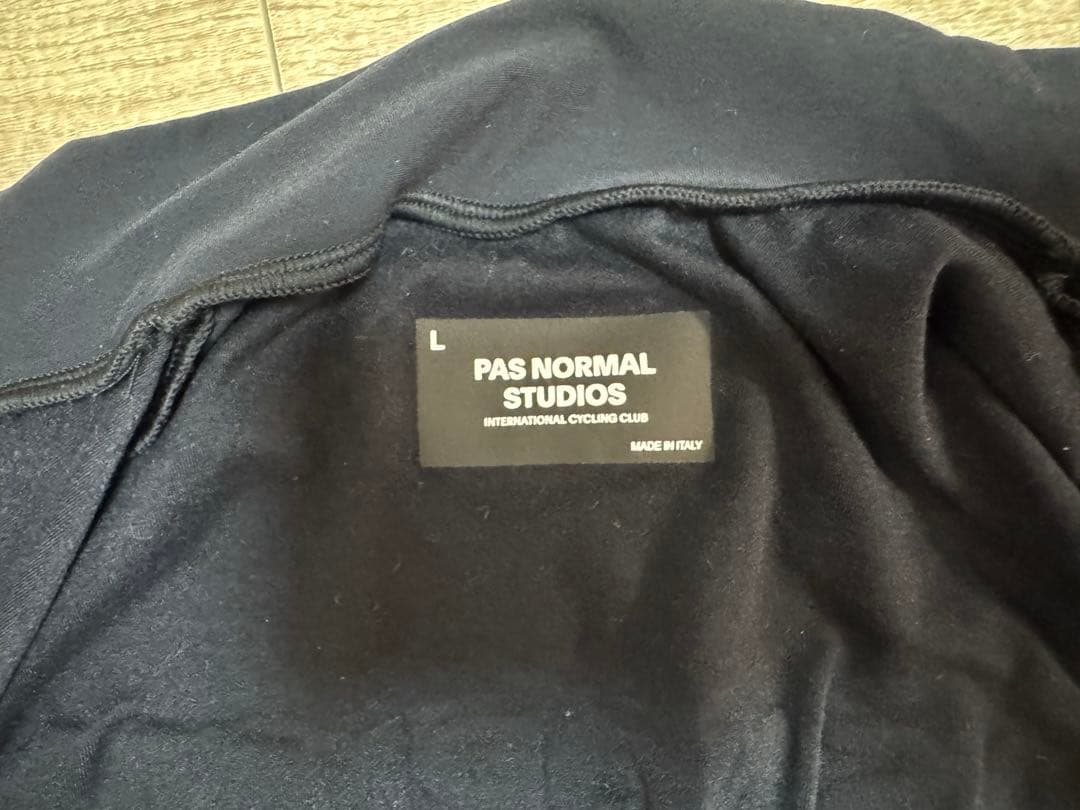 L
PAS NORMAL
STUDIOS
INTERNATIONAL CYCLING CLUB
MADE IN ITALY